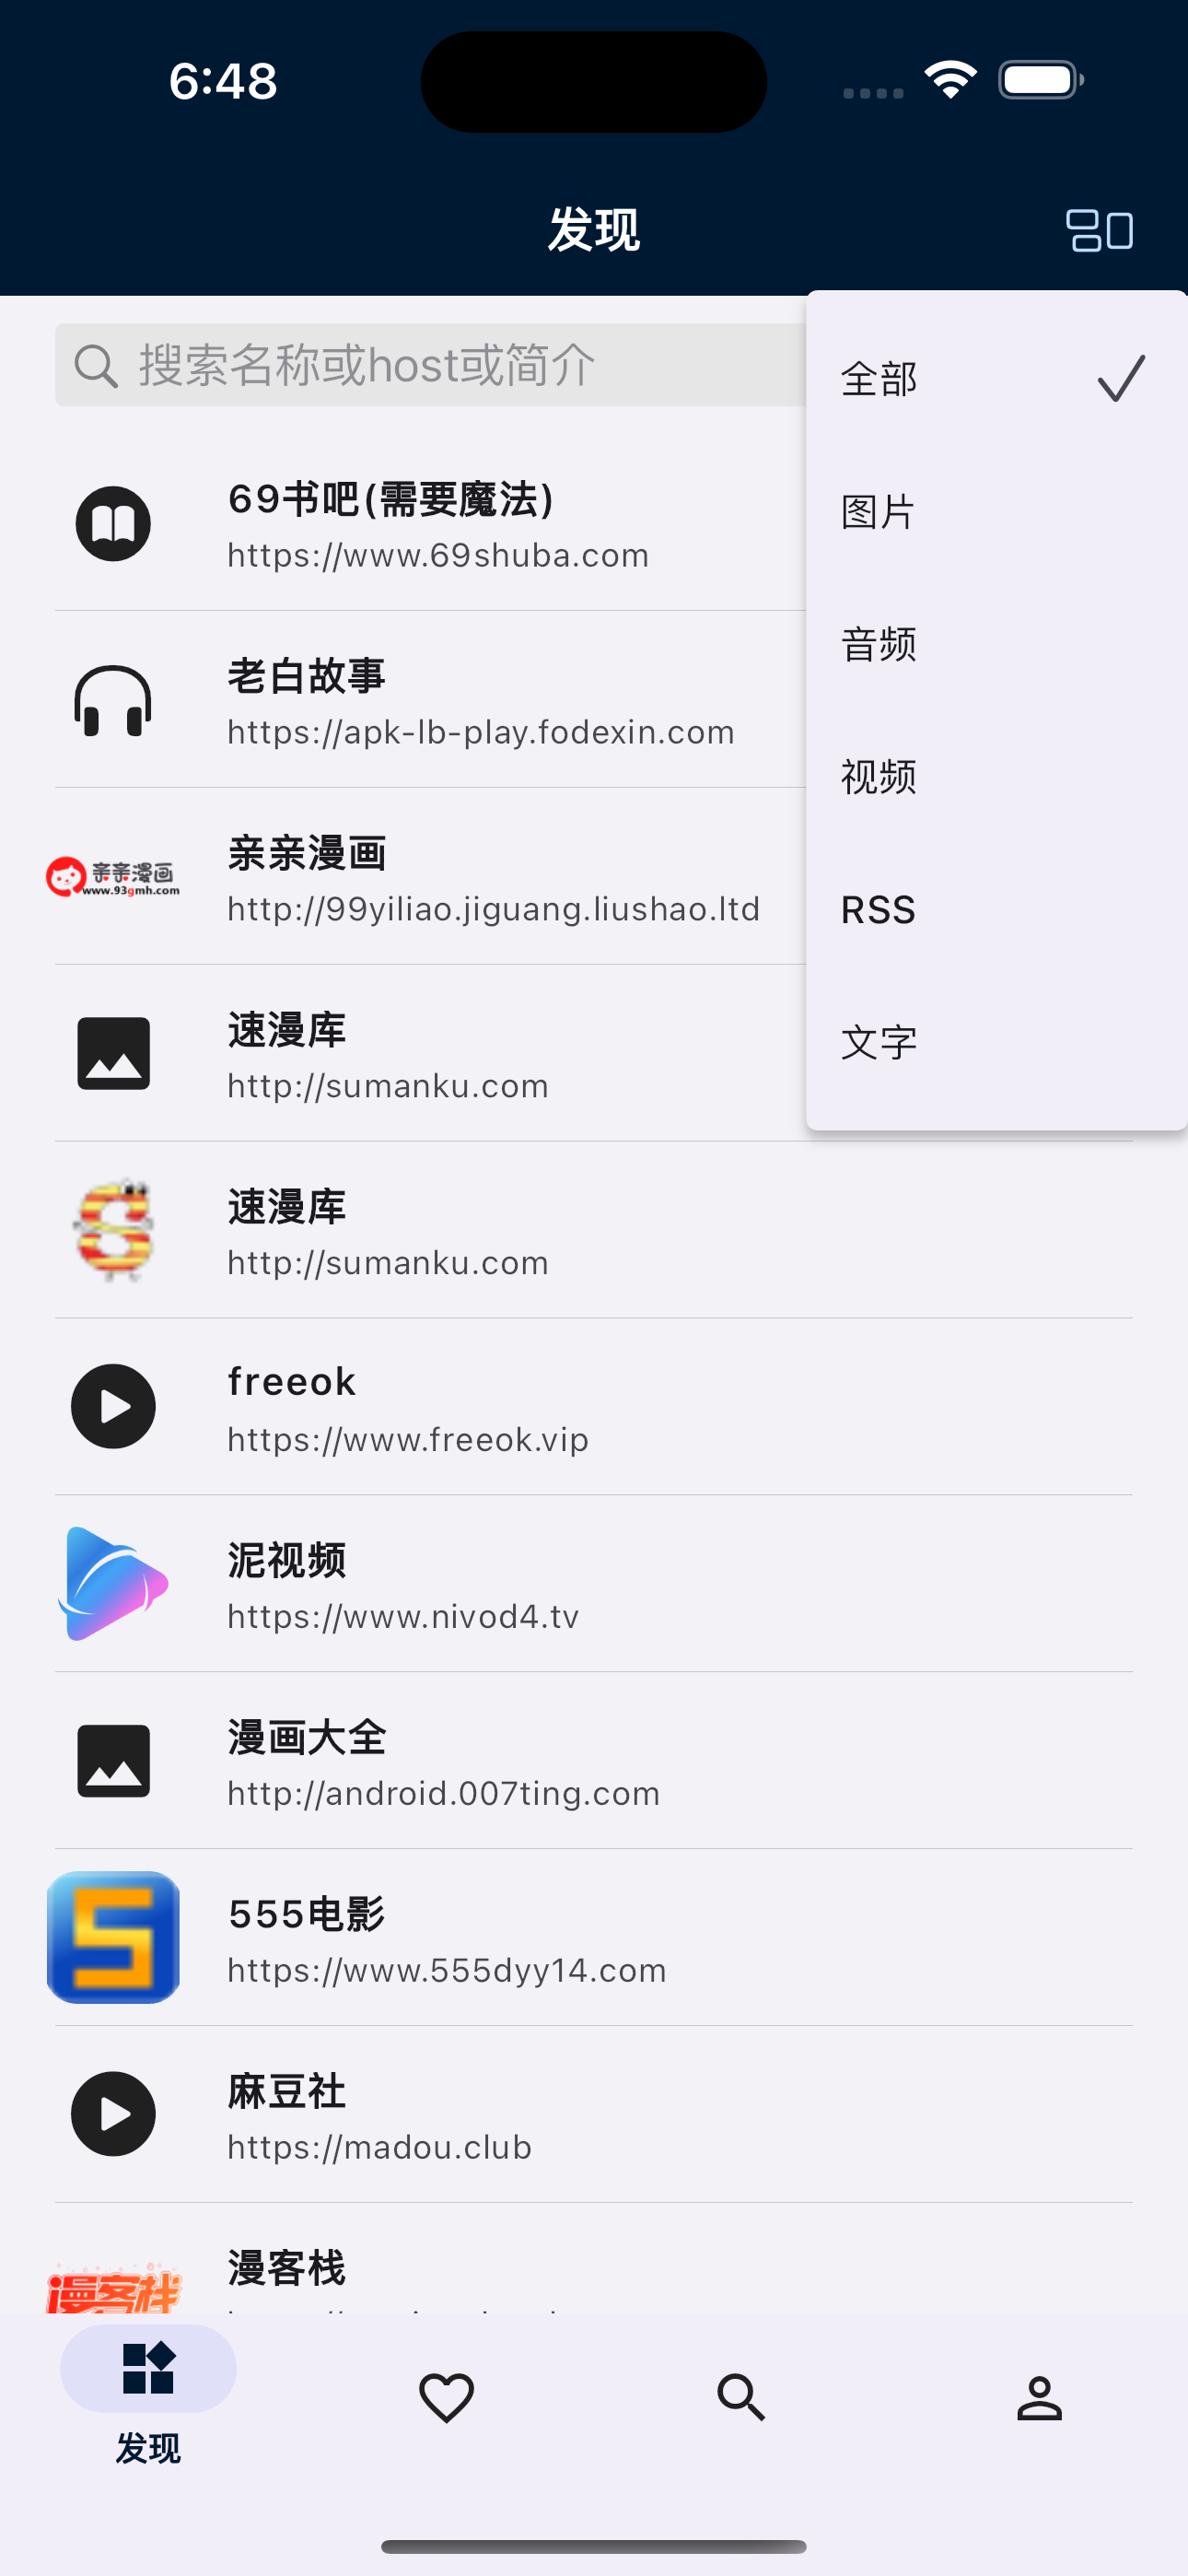 6:48
发现
搜索名称或host或简介
全部
图片
音频
视频
RSS
文字
69书吧(需要魔法)
https://www.69shuba.com
老白故事
https://apk-lb-play.fodexin.com
亲亲漫画
www.93gmh.com
亲亲漫画
http://99yiliao.jiguang.liushao.ltd
速漫库
http://sumanku.com
速漫库
http://sumanku.com
freeok
https://www.freeok.vip
泥视频
https://www.nivod4.tv
漫画大全
http://android.007ting.com
5
555电影
https://www.555dyy14.com
麻豆社
https://madou.club
漫客栈
漫客栈
发现